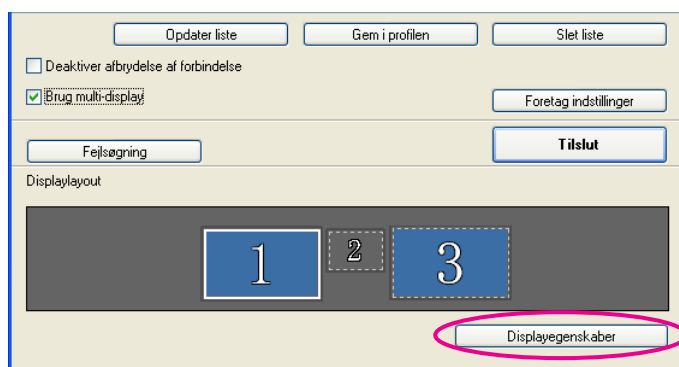 Opdater liste Gem i profilen Slet liste
Deaktiver afbrydelse af forbindelse
Brug multi-display
Foretag indstillinger
Fejlsøgning Tilslut
Displaylayout
1 2 3
Displayegenskaber